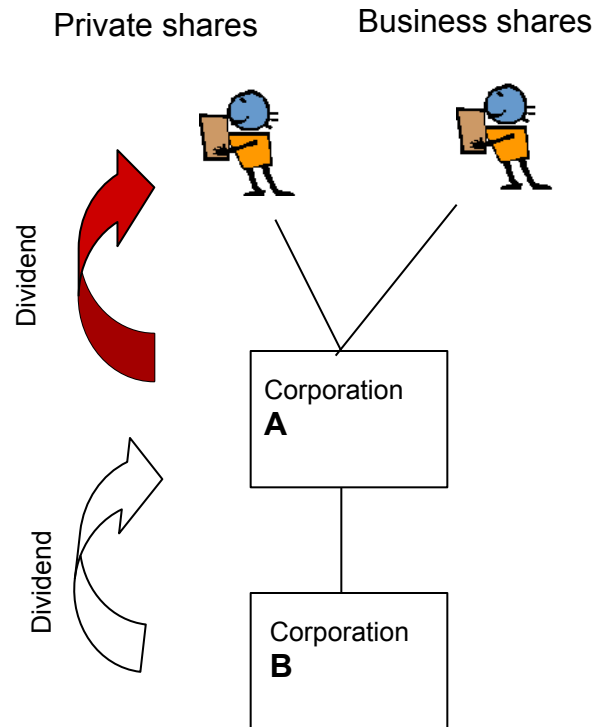 Private shares
Business shares
Dividend
Corporation
A
Dividend
Corporation
B